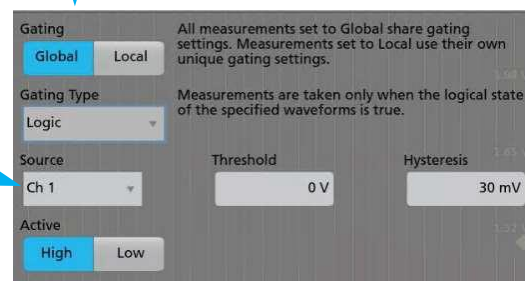 Gating
Global Local
All measurements set to Global share gating
settings. Measurements set to Local use their own
unique gating settings.
Gating Type
Logic
Measurements are taken only when the logical state
of the specified waveforms is true.
Source
Ch 1
Threshold
0 V
Hysteresis
30 mV
Active
High Low